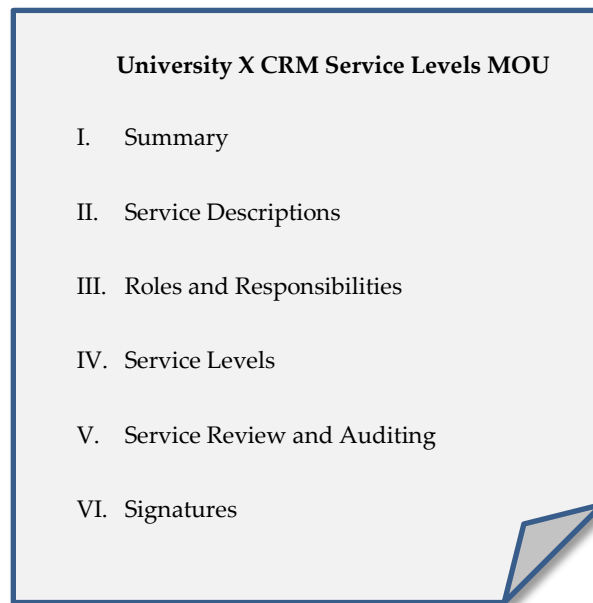 University X CRM Service Levels MOU
I. Summary
II. Service Descriptions
III. Roles and Responsibilities
IV. Service Levels
V. Service Review and Auditing
VI. Signatures